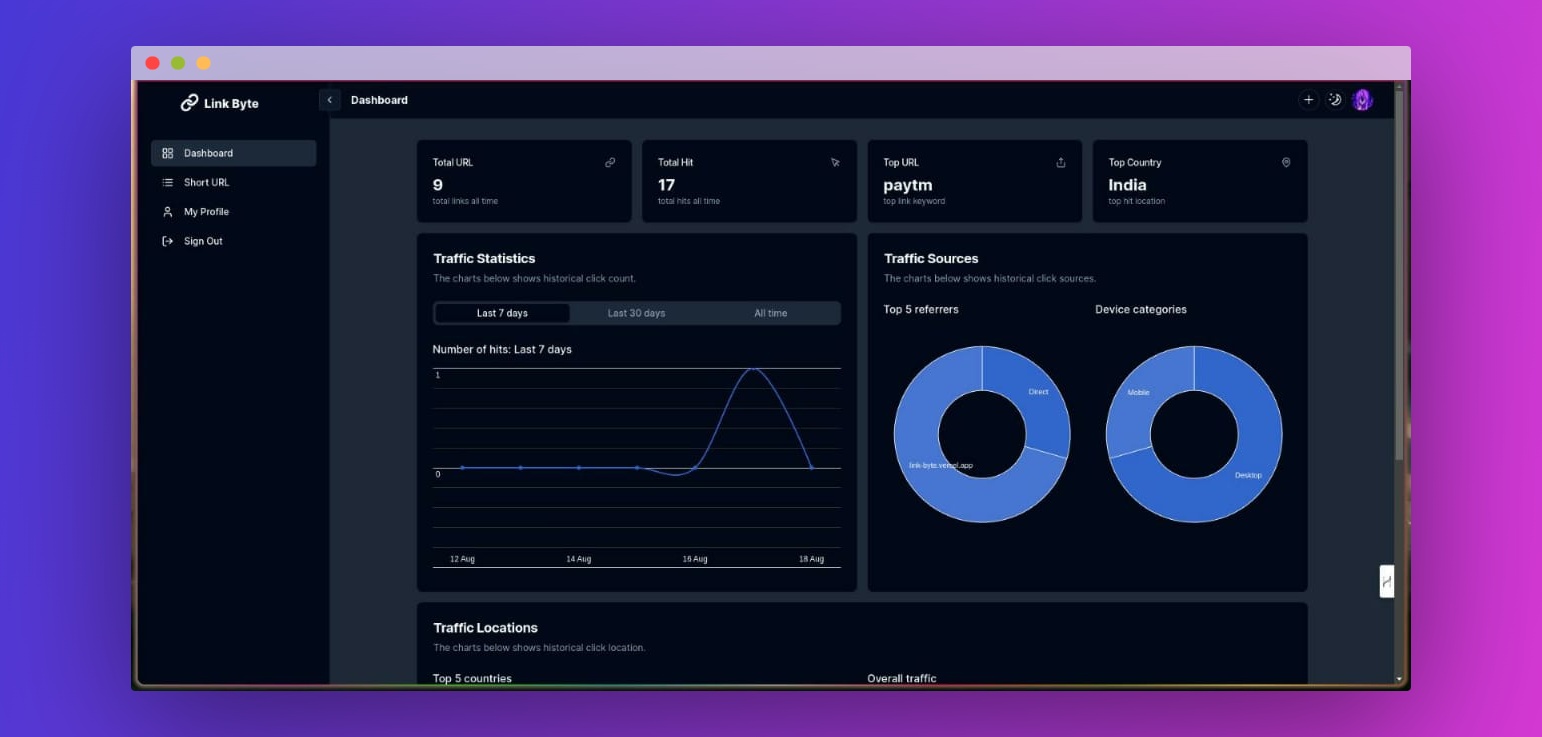 Link Byte
Dashboard
Dashboard
Short URL
My Profile
Sign Out
Total URL
9
total links all time
Total Hit
17
total hits all time
Top URL
paytm
top link keyword
Top Country
India
top hit location
Traffic Statistics
The charts below shows historical click count.
Last 7 days Last 30 days All time
Number of hits: Last 7 days
1
0
12 Aug 14 Aug 16 Aug 18 Aug
Traffic Sources
The charts below shows historical click sources.
Top 5 referrers Device categories
Direct
link-byte.vercel.app
Mobile
Desktop
Traffic Locations
The charts below shows historical click location.
Top 5 countries Overall traffic